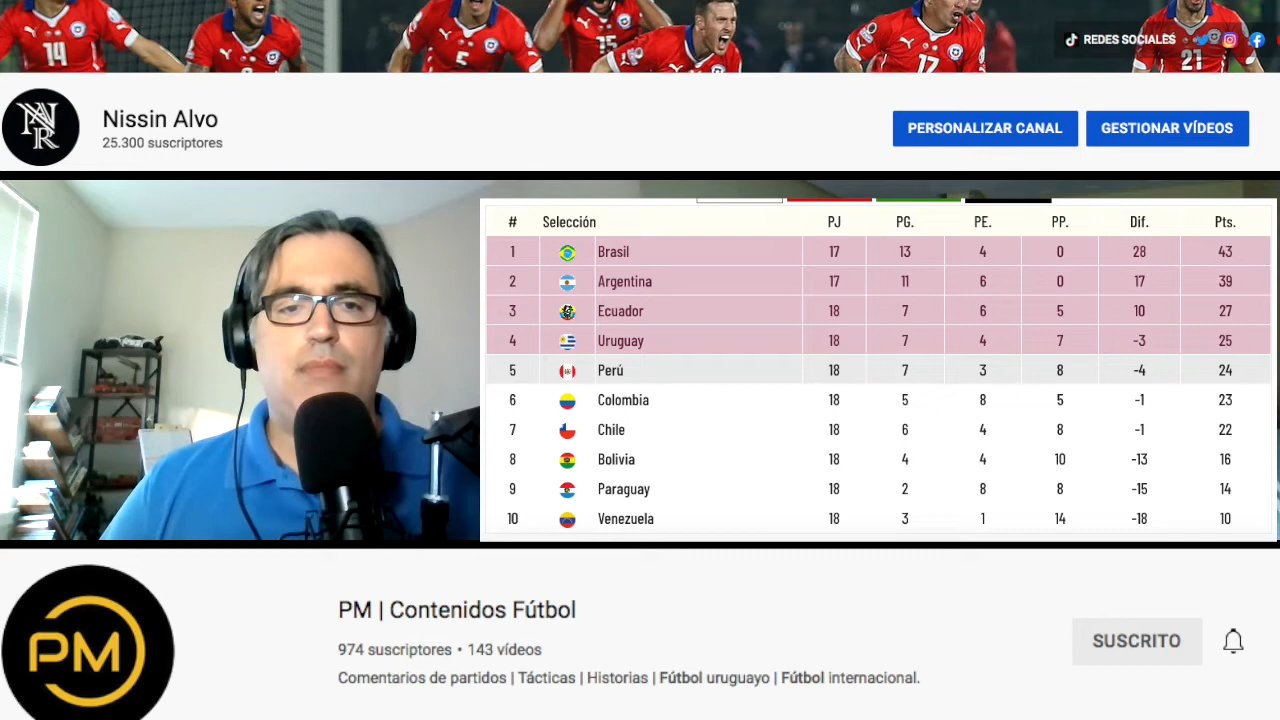 14
5
15
17
21
REDES SOCIALES
NAR
Nissin Alvo
25.300 suscriptores
PERSONALIZAR CANAL
GESTIONAR VÍDEOS
# Selección PJ PG. PE. PP. Dif. Pts.
1 Brasil 17 13 4 0 28 43
2 Argentina 17 11 6 0 17 39
3 Ecuador 18 7 6 5 10 27
4 Uruguay 18 7 4 7 -3 25
5 Perú 18 7 3 8 -4 24
6 Colombia 18 5 8 5 -1 23
7 Chile 18 6 4 8 -1 22
8 Bolivia 18 4 4 10 -13 16
9 Paraguay 18 2 8 8 -15 14
10 Venezuela 18 3 1 14 -18 10
PM
PM | Contenidos Fútbol
974 suscriptores • 143 vídeos
Comentarios de partidos | Tácticas | Historias | Fútbol uruguayo | Fútbol internacional.
SUSCRITO